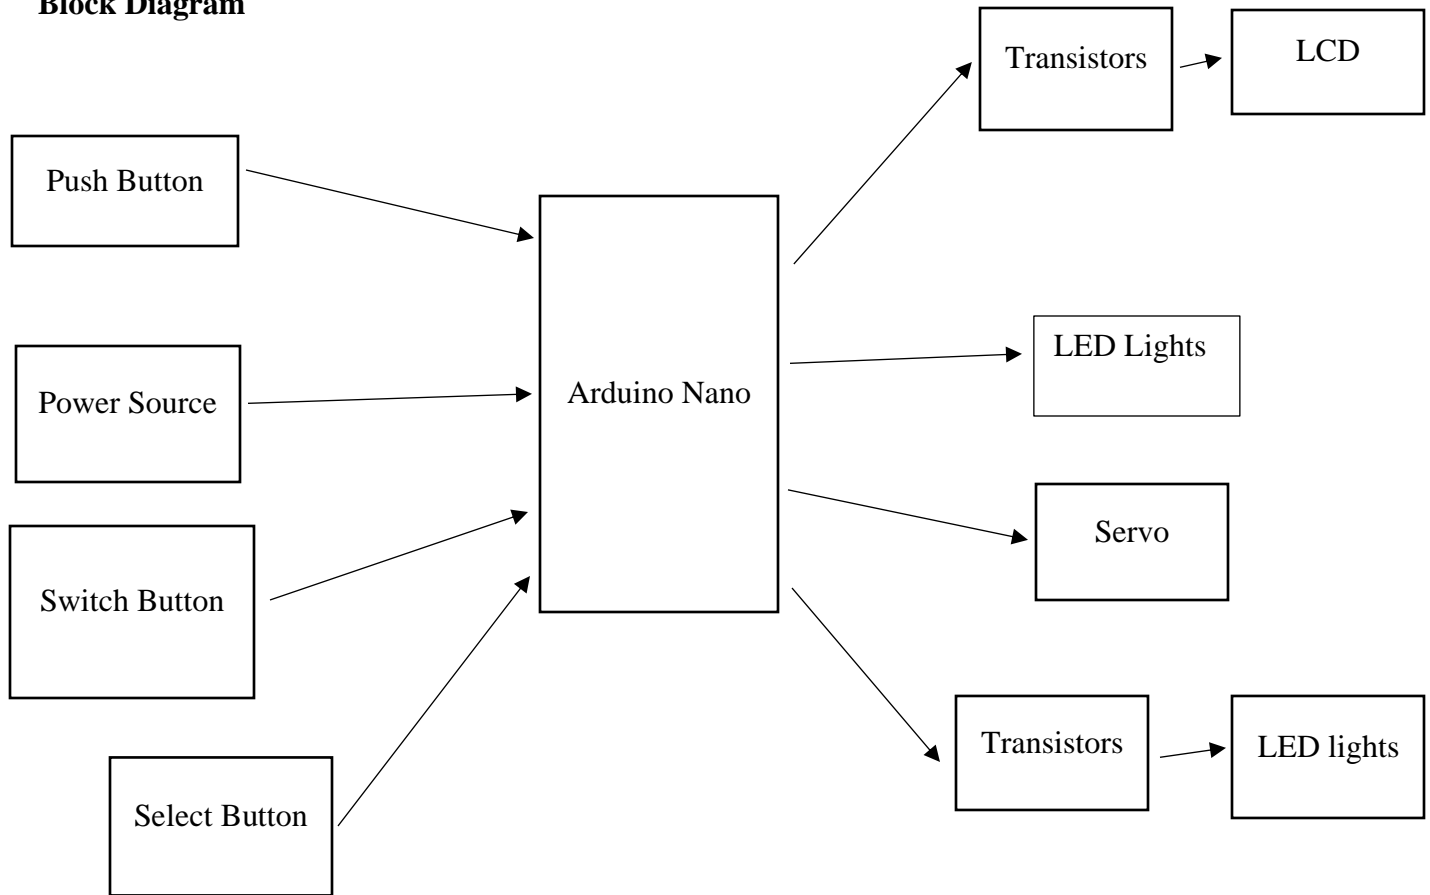 Block Diagram
Transistors
LCD
Push Button
LED Lights
Arduino Nano
Power Source
Servo
Switch Button
Transistors
LED lights
Select Button